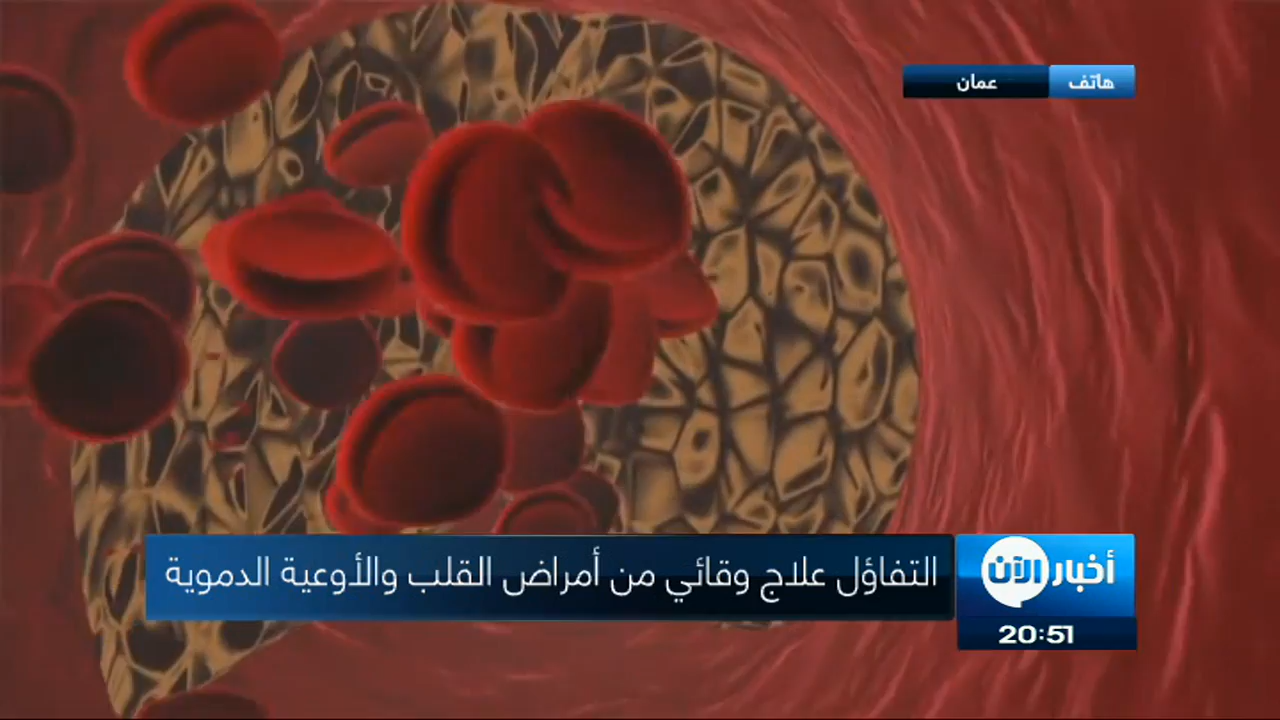 هاتف عمان
التفاؤل علاج وقائي من أمراض القلب والأوعية الدموية
أخبار الآن
20:51